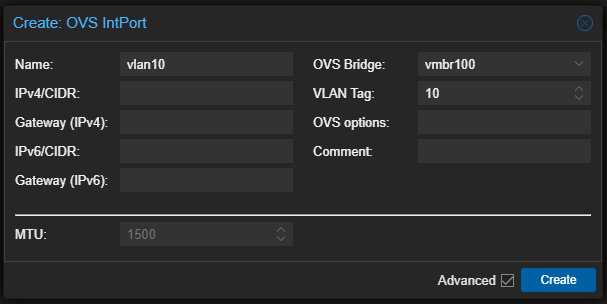 Create: OVS IntPort
Name: vlan10 OVS Bridge: vmbr100
IPv4/CIDR: VLAN Tag: 10
Gateway (IPv4): OVS options:
IPv6/CIDR: Comment:
Gateway (IPv6):
MTU: 1500
Advanced Create